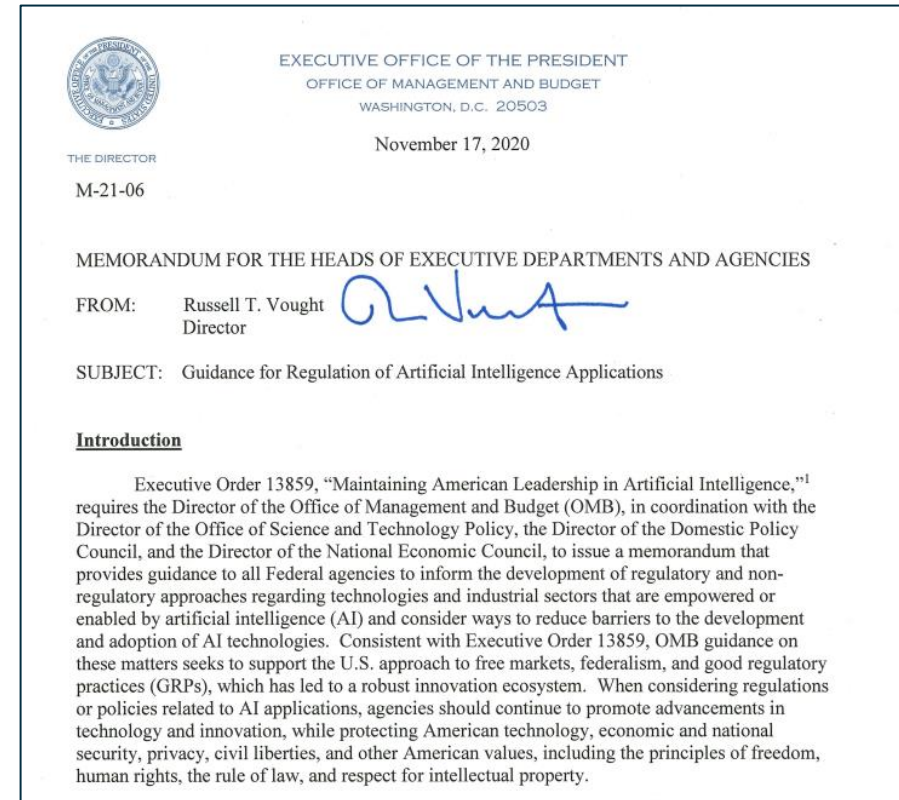 EXECUTIVE OFFICE OF THE PRESIDENT
OFFICE OF MANAGEMENT AND BUDGET
WASHINGTON, D.C. 20503
November 17, 2020
THE DIRECTOR
M-21-06
MEMORANDUM FOR THE HEADS OF EXECUTIVE DEPARTMENTS AND AGENCIES
FROM: Russell T. Vought
Director
SUBJECT: Guidance for Regulation of Artificial Intelligence Applications
Introduction
Executive Order 13859, “Maintaining American Leadership in Artificial Intelligence,”1
requires the Director of the Office of Management and Budget (OMB), in coordination with the
Director of the Office of Science and Technology Policy, the Director of the Domestic Policy
Council, and the Director of the National Economic Council, to issue a memorandum that
provides guidance to all Federal agencies to inform the development of regulatory and non-
regulatory approaches regarding technologies and industrial sectors that are empowered or
enabled by artificial intelligence (AI) and consider ways to reduce barriers to the development
and adoption of AI technologies.  Consistent with Executive Order 13859, OMB guidance on
these matters seeks to support the U.S. approach to free markets, federalism, and good regulatory
practices (GRPs), which has led to a robust innovation ecosystem.  When considering regulations
or policies related to AI applications, agencies should continue to promote advancements in
technology and innovation, while protecting American technology, economic and national
security, privacy, civil liberties, and other American values, including the principles of freedom,
human rights, the rule of law, and respect for intellectual property.